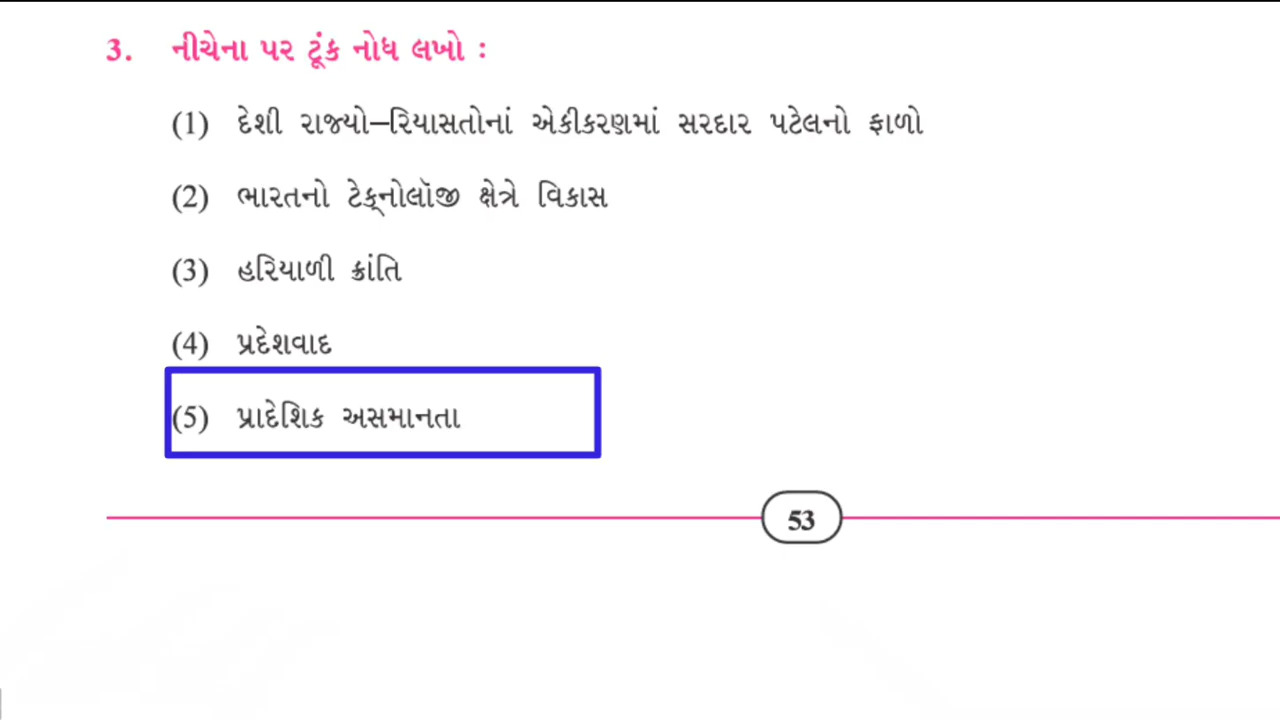 3. નીચેના પર ટૂંક નોધ લખો :
(1) દેશી રાજ્યો–રિયાસતોનાં એકીકરણમાં સરદાર પટેલનો ફાળો
(2) ભારતનો ટેક્નોલૉજી ક્ષેત્રે વિકાસ
(3) હરિયાળી ક્રાંતિ
(4) પ્રદેશવાદ
(5) પ્રાદેશિક અસમાનતા
53